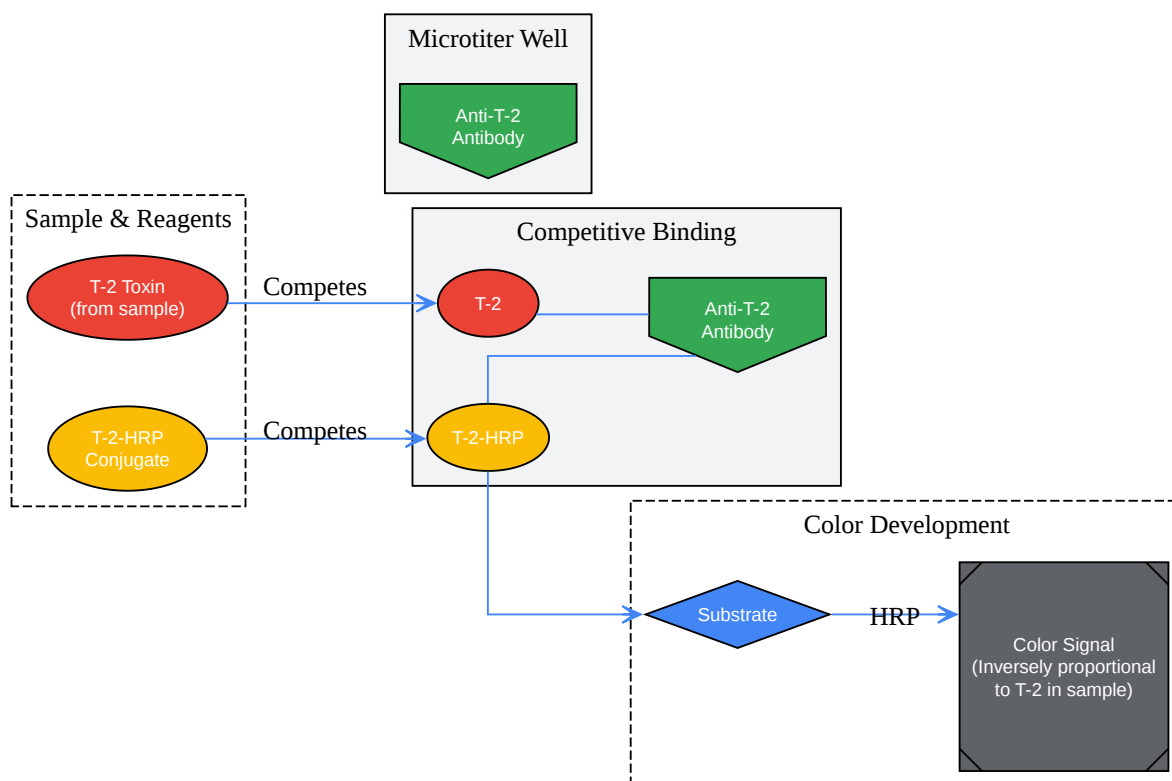 Microtiter Well
Anti-T-2
Antibody
Sample & Reagents
T-2 Toxin
(from sample)
T-2-HRP
Conjugate
Competes
Competes
Competitive Binding
T-2
Anti-T-2
Antibody
T-2-HRP
Color Development
Substrate
HRP
Color Signal
(Inversely proportional
to T-2 in sample)